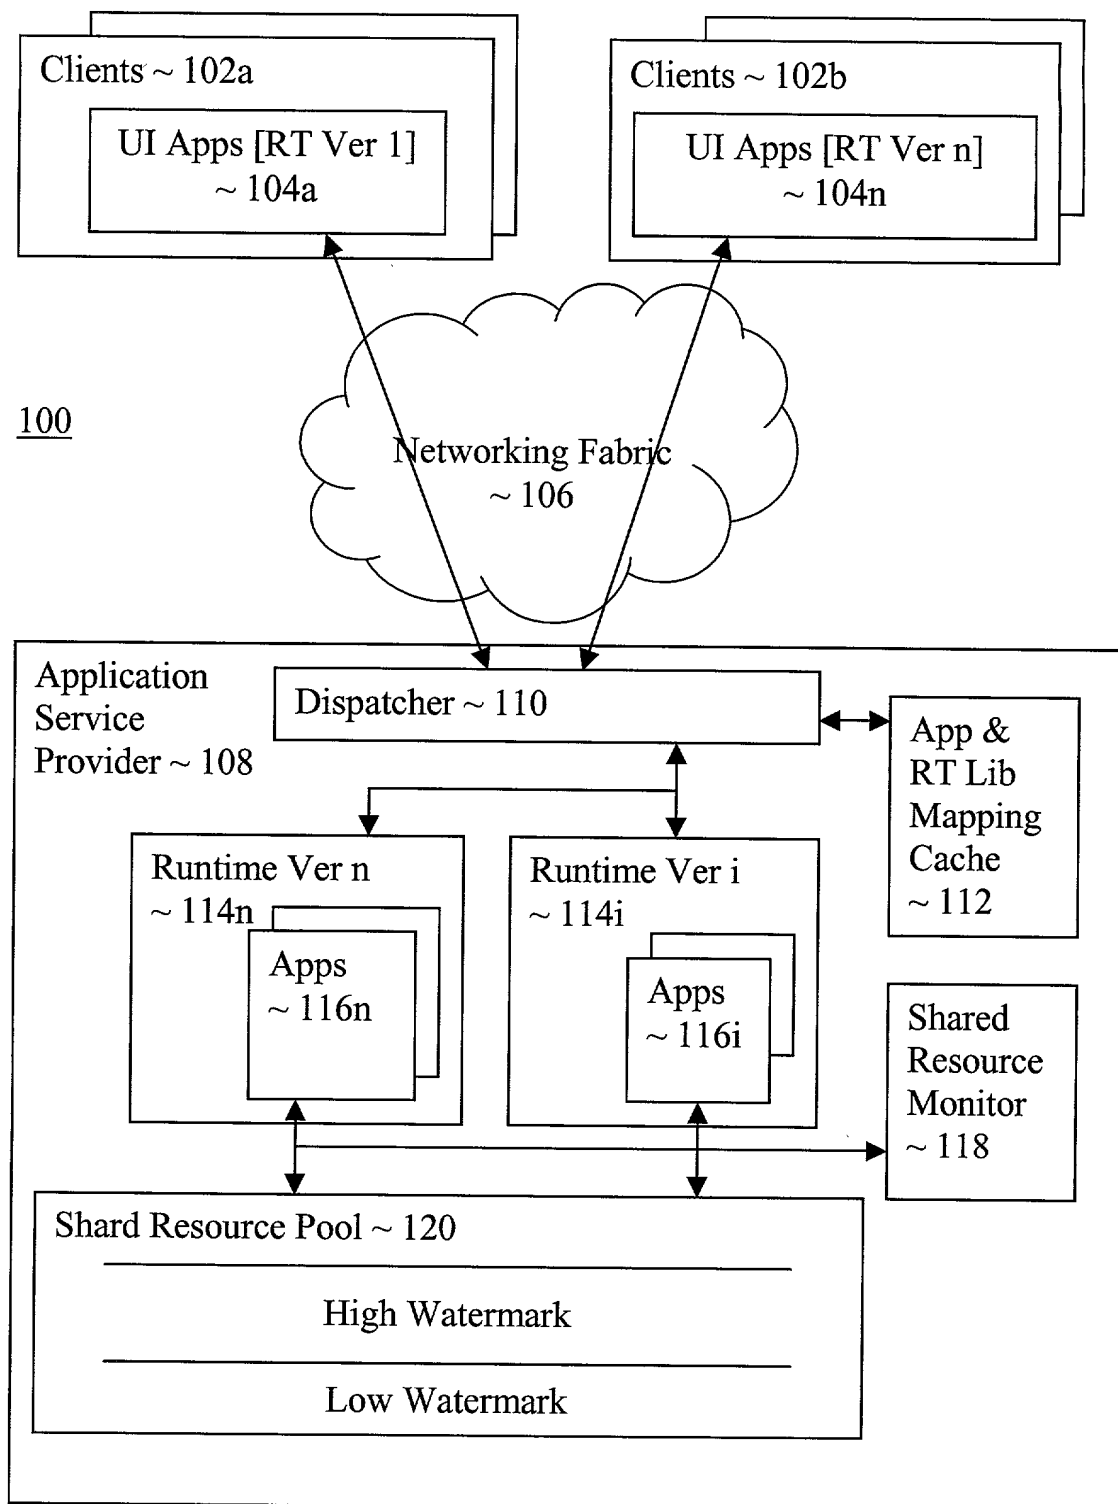 Clients ~ 102a
UI Apps [RT Ver 1]
~ 104a
Clients ~ 102b
UI Apps [RT Ver n]
~ 104n
100
Networking Fabric
~ 106
Application
Service
Provider ~ 108
Dispatcher ~ 110
App &
RT Lib
Mapping
Cache
~ 112
Runtime Ver n
~ 114n
Apps
~ 116n
Runtime Ver i
~ 114i
Apps
~ 116i
Shared
Resource
Monitor
~ 118
Shard Resource Pool ~ 120
High Watermark
Low Watermark